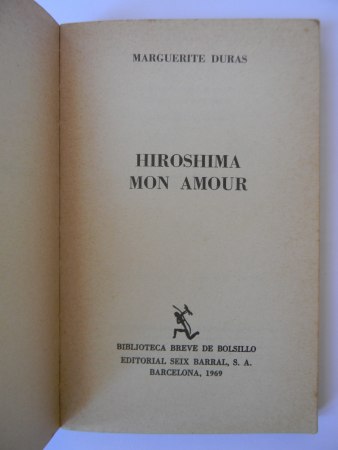 MARGUERITE DURAS
HIROSHIMA
MON AMOUR
BIBLIOTECA BREVE DE BOLSILLO
EDITORIAL SEIX BARRAL, S. A.
BARCELONA, 1969